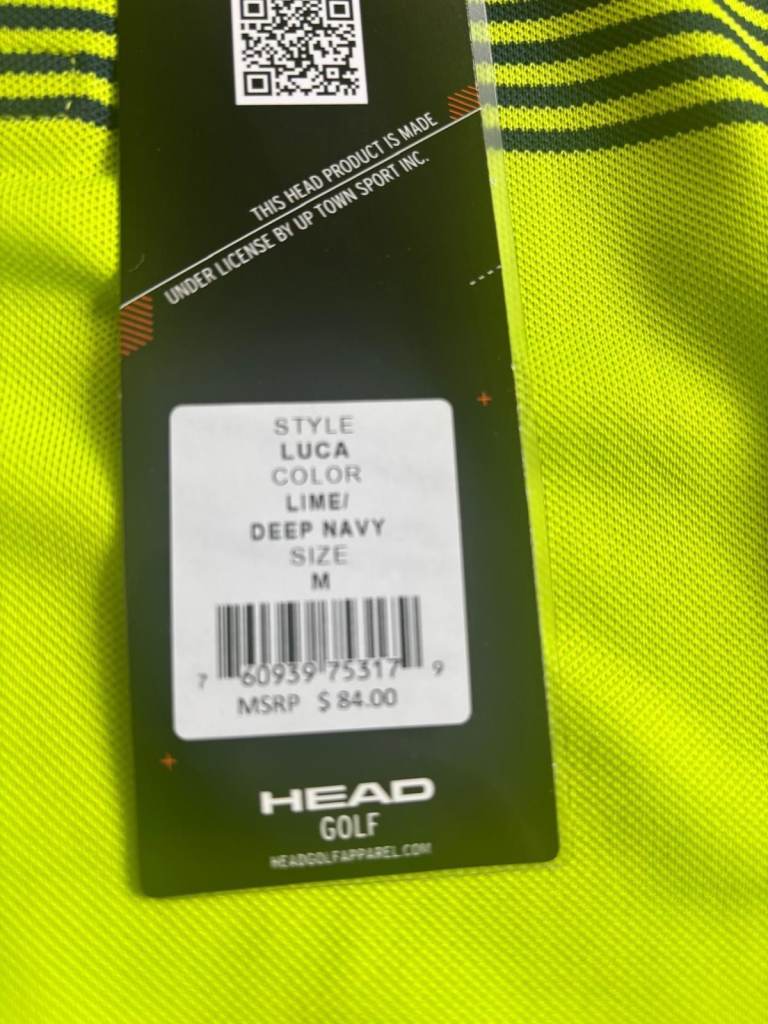 THIS HEAD PRODUCT IS MADE
UNDER LICENSE BY UP TOWN SPORT INC.
STYLE
LUCA
COLOR
LIME/
DEEP NAVY
SIZE
M
7 60939 75317 9
MSRP $ 84.00
HEAD
GOLF
HEADGOLFAPPAREL.COM